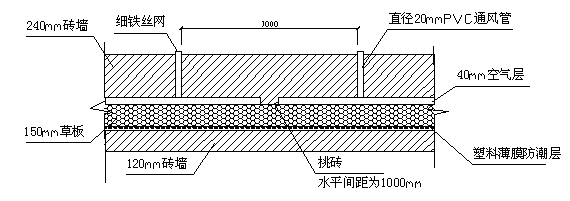 细铁丝网
3000
直径20mmPVC通风管
240mm砖墙
40mm空气层
150mm草板
塑料薄膜防潮层
120mm砖墙
挑砖
水平间距为1000mm